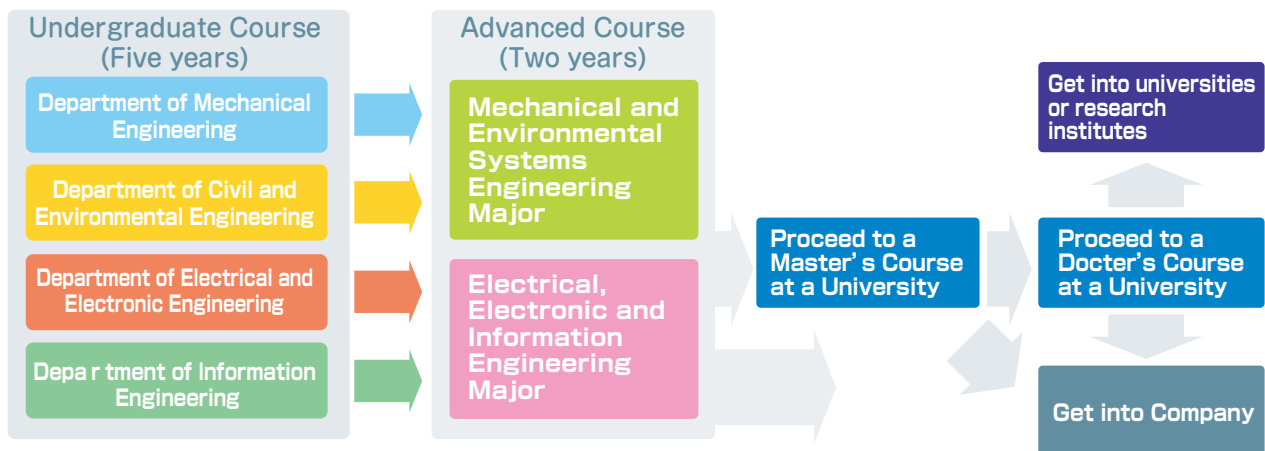 Undergraduate Course
(Five years)
Department of Mechanical
Engineering
Department of Civil and
Environmental Engineering
Department of Electrical and
Electronic Engineering
Department of Information
Engineering
Advanced Course
(Two years)
Mechanical and
Environmental
Systems
Engineering
Major
Electrical,
Electronic and
Information
Engineering
Major
Proceed to a
Master's Course
at a University
Get into universities
or research
institutes
Proceed to a
Docter's Course
at a University
Get into Company